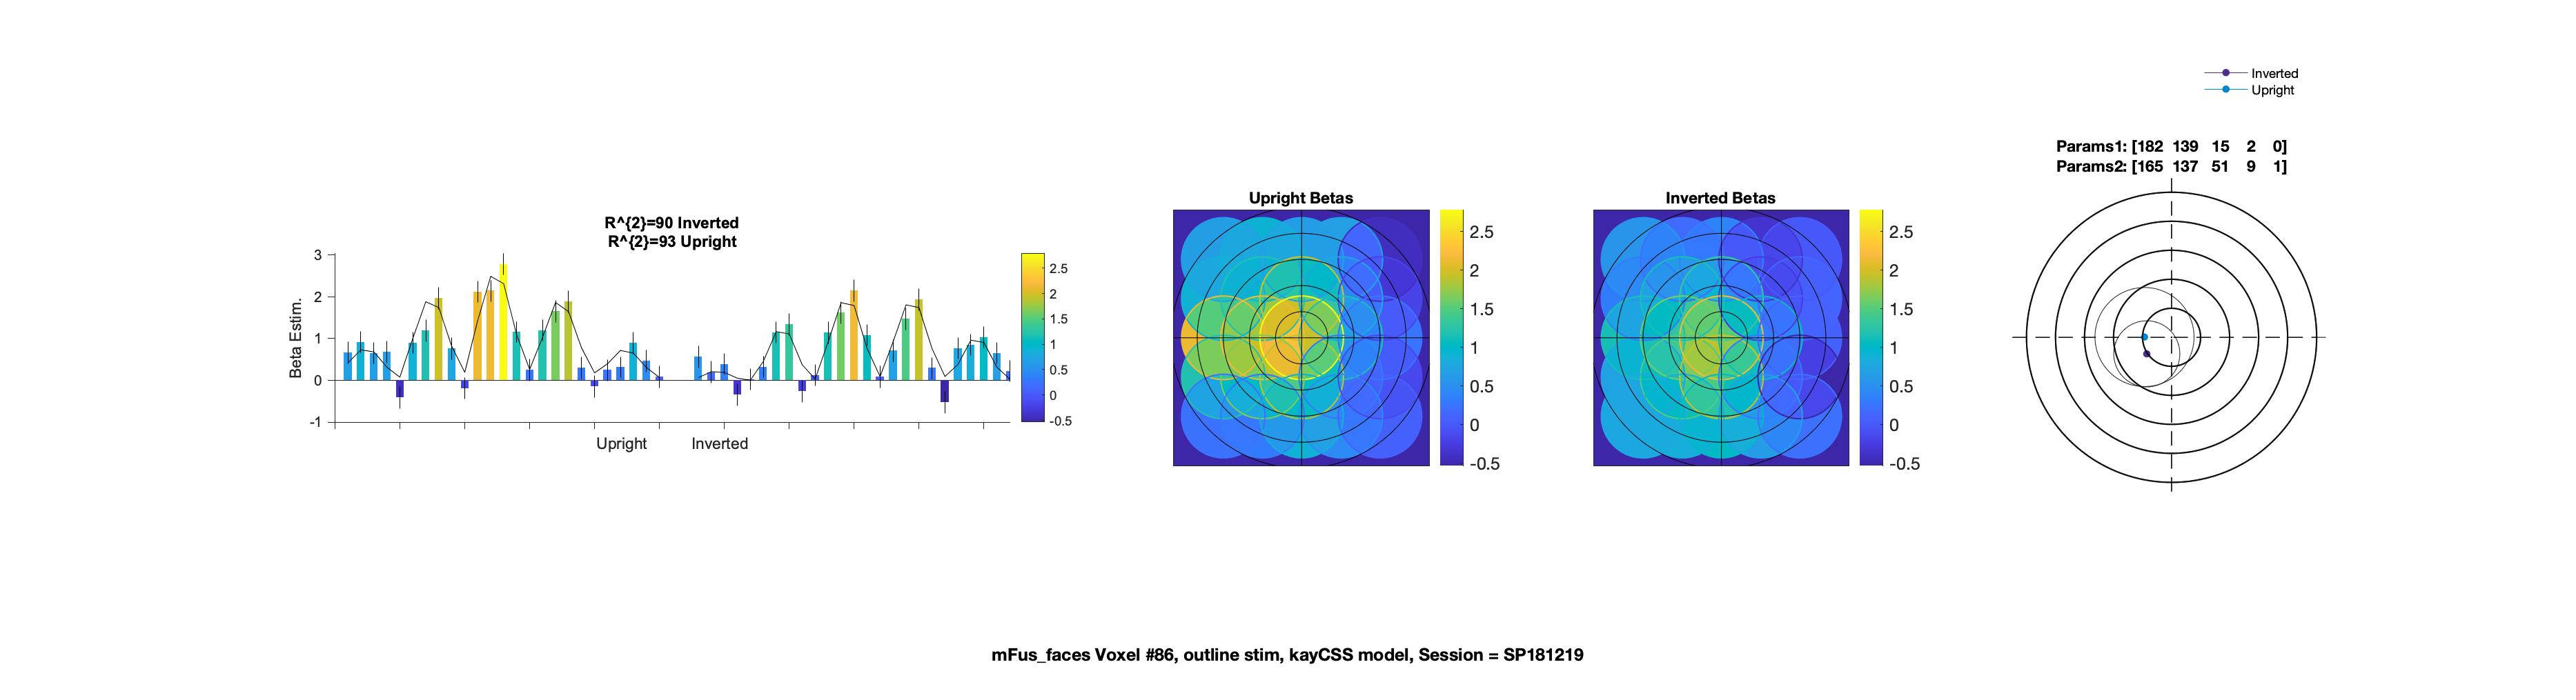 Inverted
Upright
Params1: [182 139 15 2 0]
Params2: [165 137 51 9 1]
R^{2}=90 Inverted
R^{2}=93 Upright
Beta Estim.
3
2
1
0
-1
Upright Inverted
2.5
2
1.5
1
0.5
0
-0.5
Upright Betas
2.5
2
1.5
1
0.5
0
-0.5
Inverted Betas
2.5
2
1.5
1
0.5
0
-0.5
mFus_faces Voxel #86, outline stim, kayCSS model, Session = SP181219